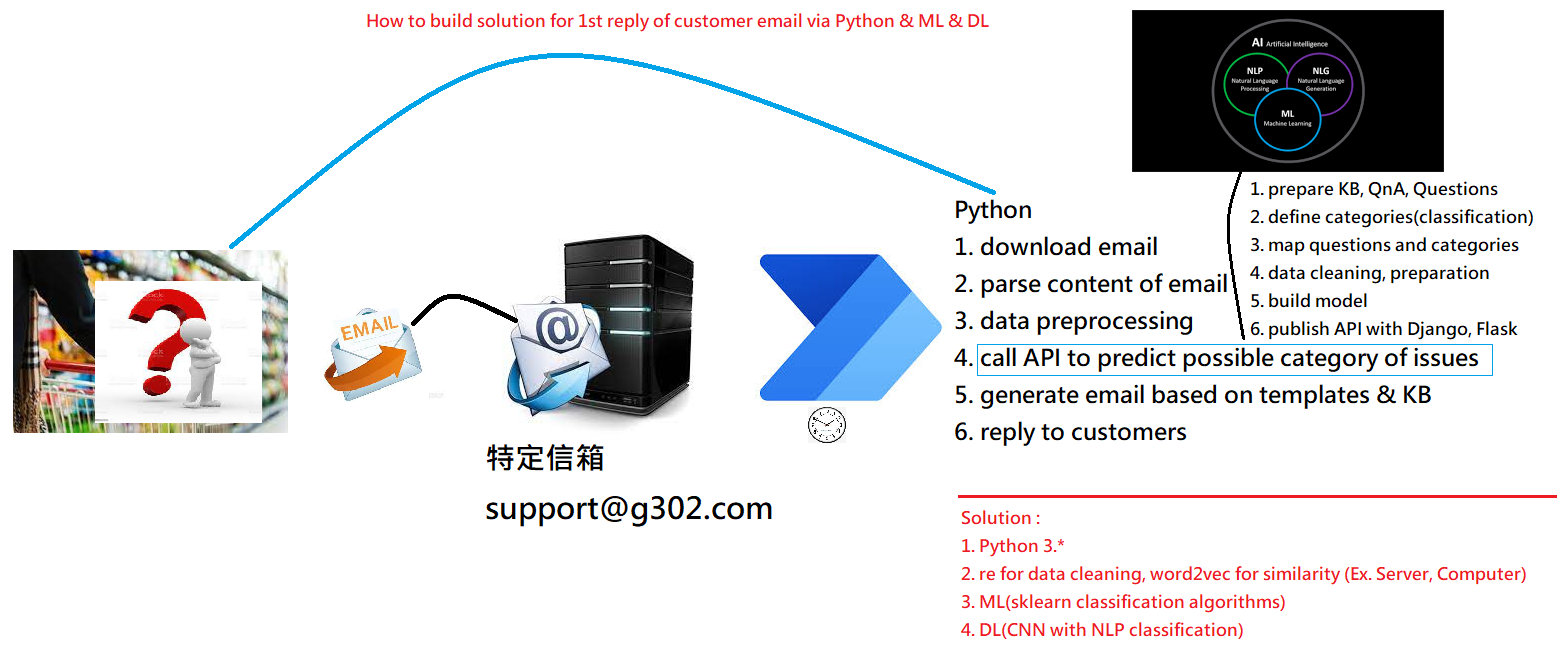 How to build solution for 1st reply of customer email via Python & ML & DL
AI Artificial Intelligence
NLP
Natural Language
Processing
NLG
Natural Language
Generation
ML
Machine Learning
1. prepare KB, QnA, Questions
2. define categories(classification)
3. map questions and categories
4. data cleaning, preparation
5. build model
6. publish API with Django, Flask
Python
1. download email
2. parse content of email
3. data preprocessing
4. call API to predict possible category of issues
5. generate email based on templates & KB
6. reply to customers
EMAIL
@
特定信箱
support@g302.com
Solution :
1. Python 3.*
2. re for data cleaning, word2vec for similarity (Ex. Server, Computer)
3. ML(sklearn classification algorithms)
4. DL(CNN with NLP classification)